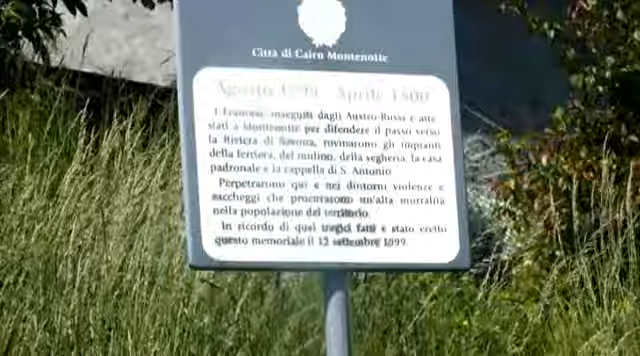 Città di Cairo Montenotte
Agosto 1799 - Aprile 1800
I Francesi, inseguiti dagli Austro-Russi e atte-
stati a Montenotte per difendere il passo verso
la Riviera di Savona, rovinarono gli impianti
della ferriera, del mulino, della segheria, la casa
padronale e la cappella di S. Antonio
Perpetrarono qui e nei dintorni violenze e
saccheggi che procurarono un'alta mortalità
nella popolazione del territorio.
In ricordo di quei tragici fatti è stato eretto
questo memoriale il 12 settembre 1999.